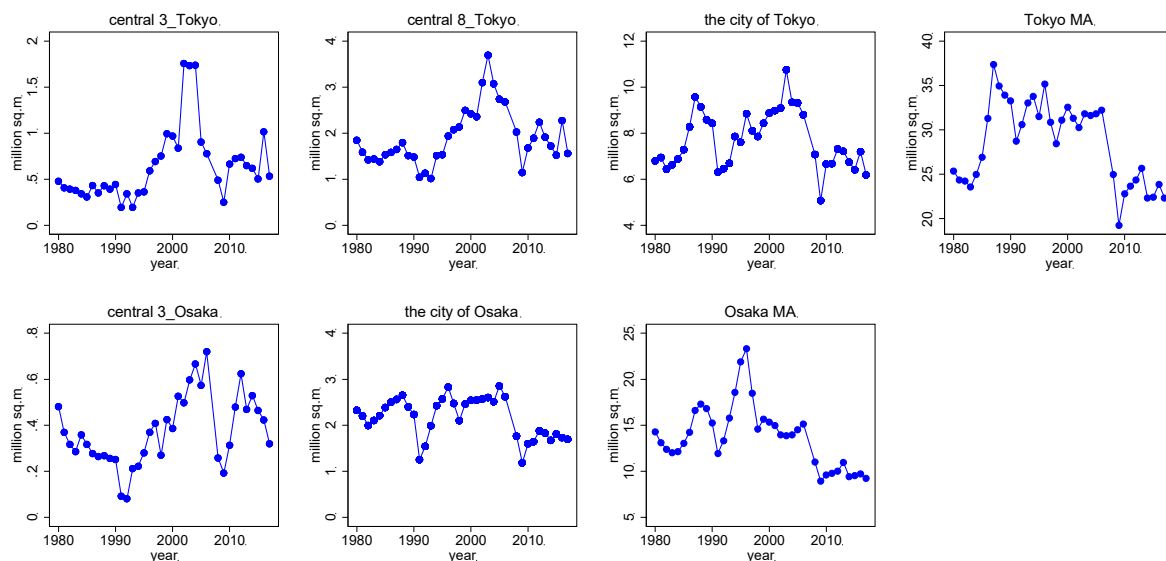 central 3_Tokyo.
million sq.m.
2.
1.5
1.
.5
0.
1980 1990 2000 2010.
year.
central 8_Tokyo.
million sq.m.
4.
3.
2.
1.
0.
1980 1990 2000 2010.
year.
the city of Tokyo.
million sq.m.
12.
10.
8.
6.
4.
1980 1990 2000 2010.
year.
Tokyo MA.
million sq.m.
40.
35.
30.
25.
20.
1980 1990 2000 2010.
year.
central 3_Osaka.
million sq.m.
.8
.6
.4
.2
0.
1980 1990 2000 2010.
year.
the city of Osaka.
million sq.m.
4.
3.
2.
1.
0.
1980 1990 2000 2010.
year.
Osaka MA.
million sq.m.
25.
20.
15.
10.
5.
1980 1990 2000 2010.
year.